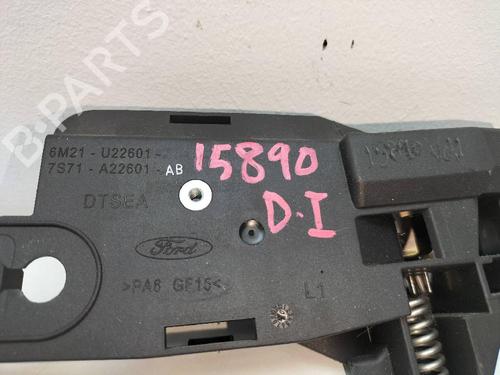 B-PARTS
6M21 - U22601 -
7S71 - A22601 - AB
15890
D.I
DTSEA
Ford
>PA6 GF15<
L1